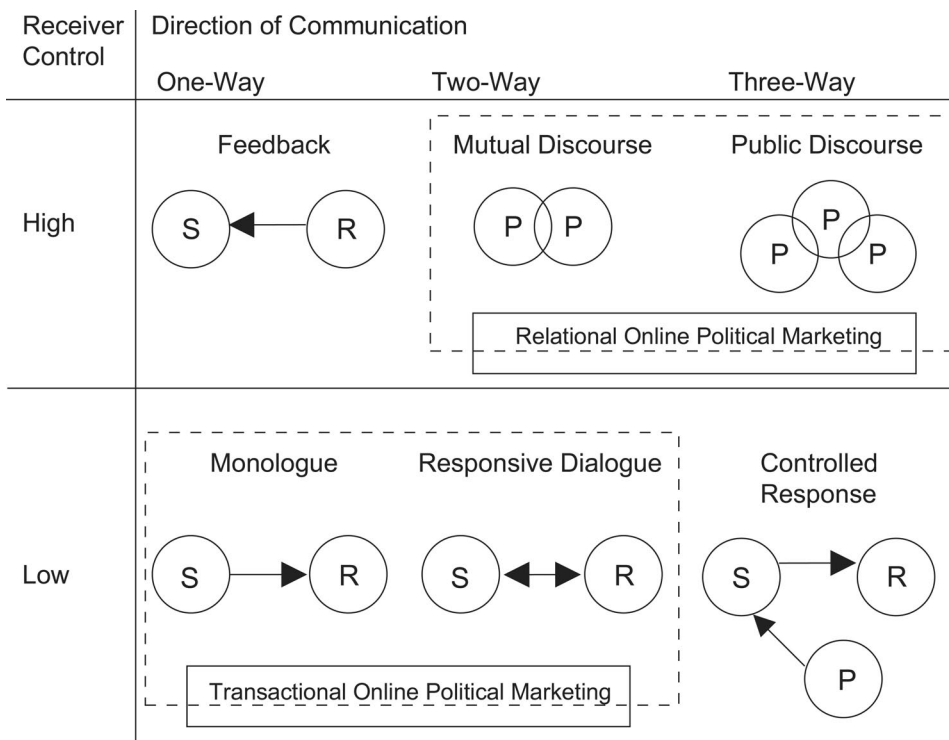 Receiver
Control
Direction of Communication
One-Way
Two-Way
Three-Way
High
Feedback
S
R
Mutual Discourse
P
P
Public Discourse
P
P
P
Relational Online Political Marketing
Low
Monologue
S
R
Responsive Dialogue
S
R
Controlled
Response
S
R
P
Transactional Online Political Marketing